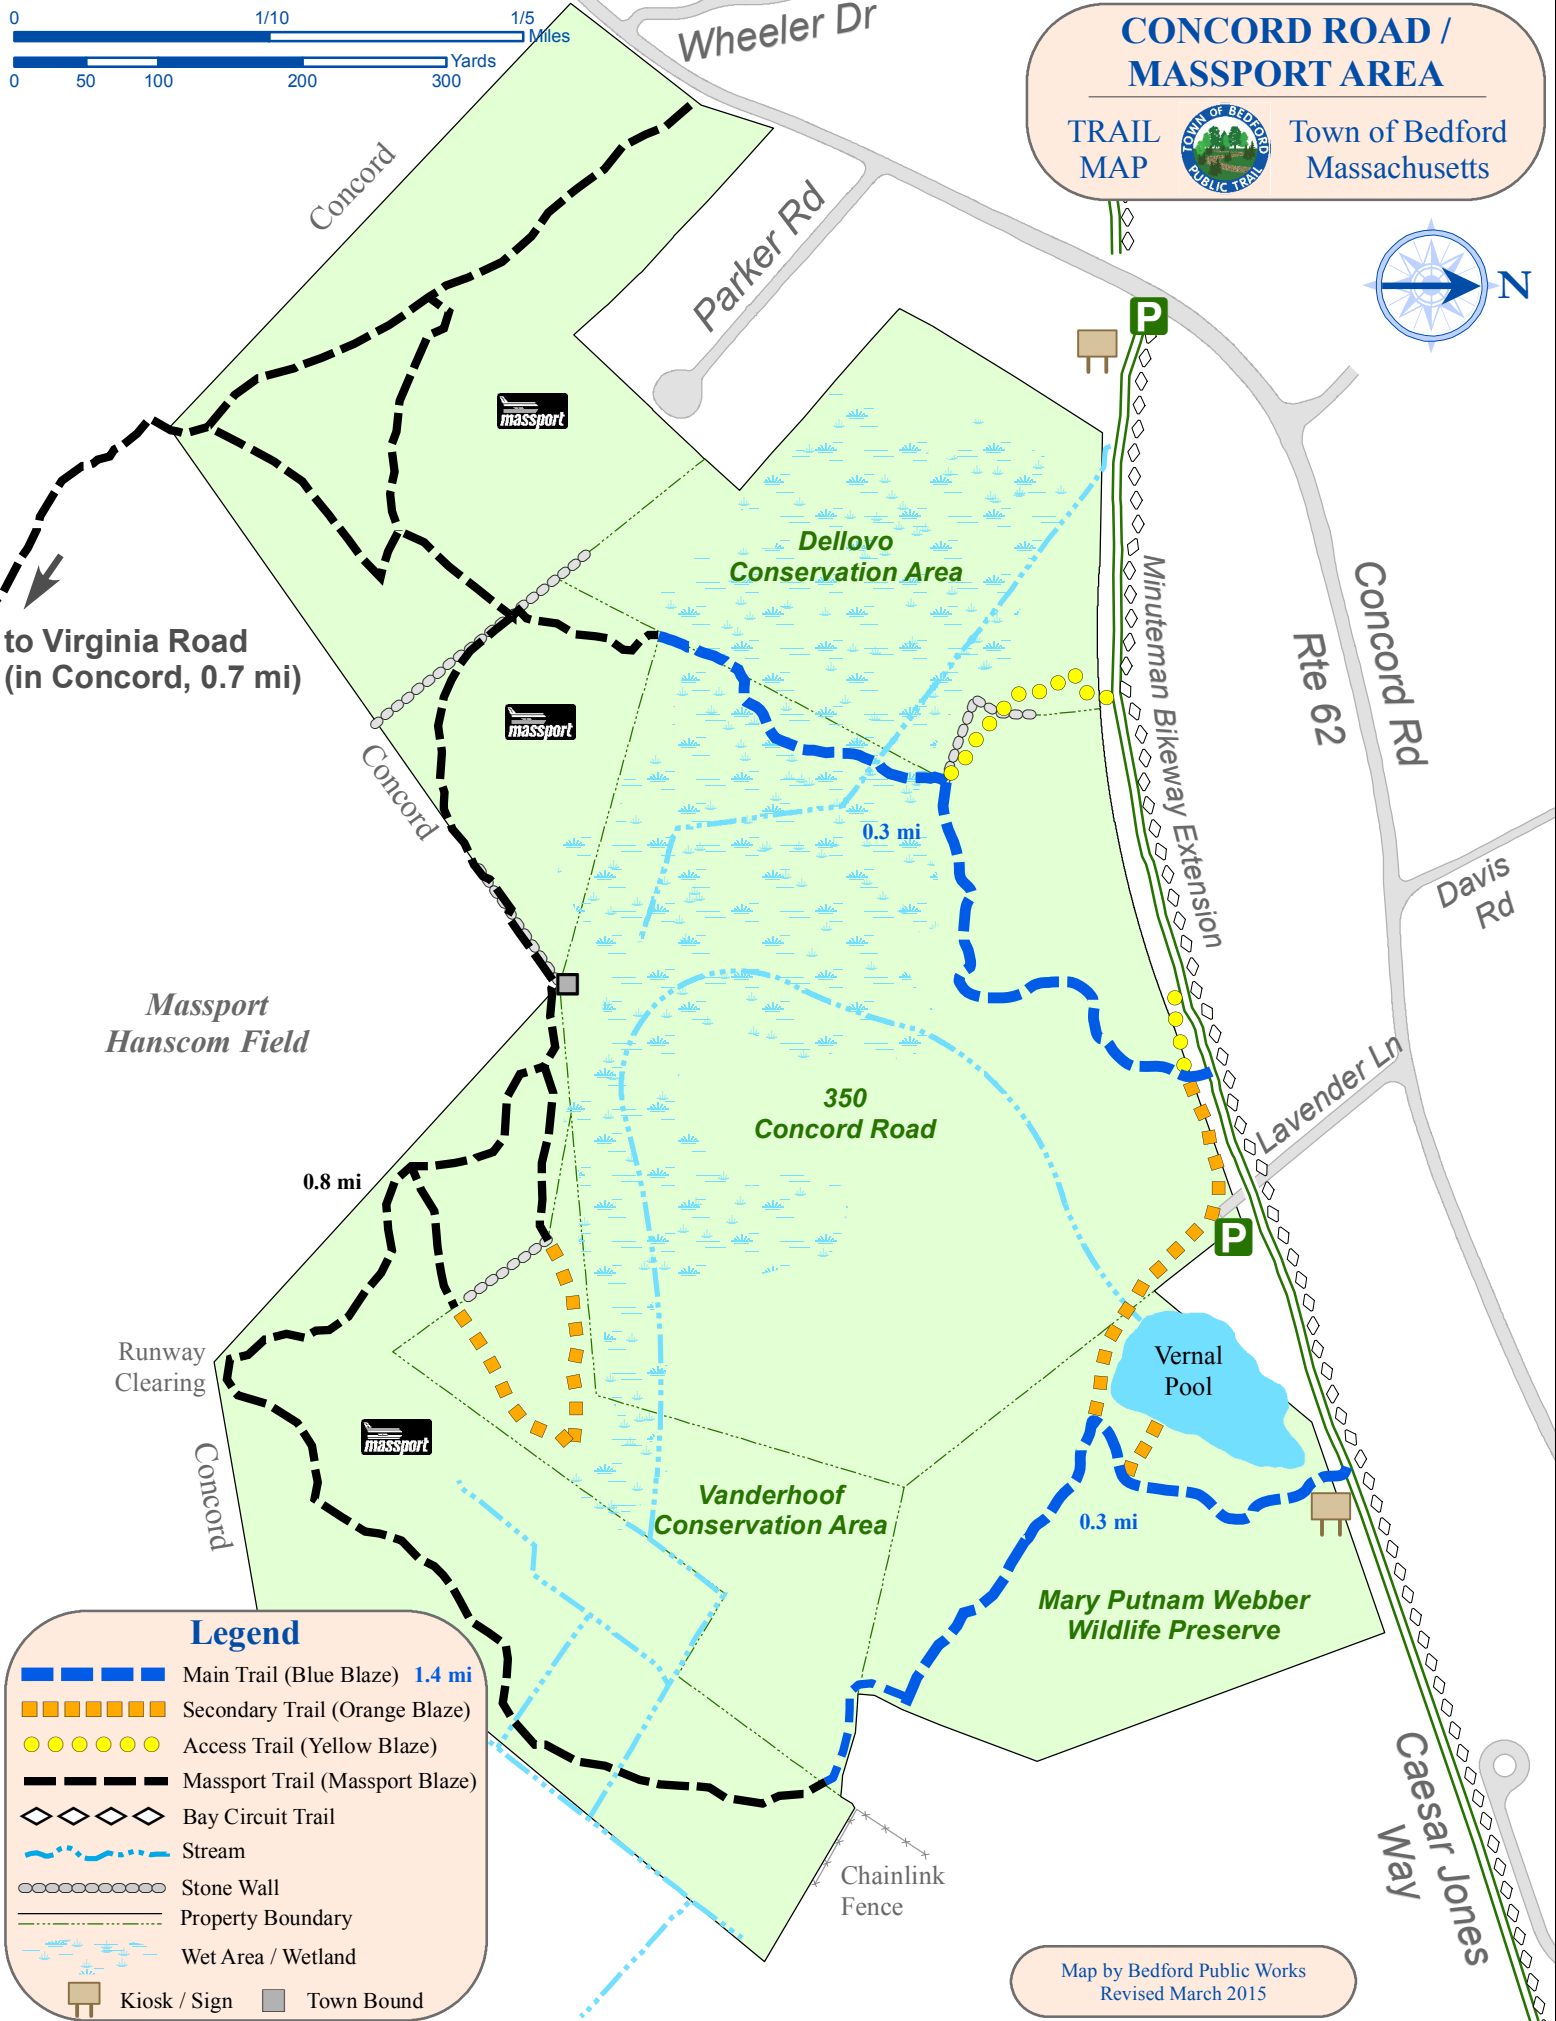 0 1/10 1/5
Miles
Yards
0 50 100 200 300
Wheeler Dr
CONCORD ROAD /
MASSPORT AREA
TRAIL
MAP
TOWN OF BEDFORD
PUBLIC TRAIL
Town of Bedford
Massachusetts
Concord
Parker Rd
P
N
massport
Dellovo
Conservation Area
Minuteman Bikeway Extension
Concord Rd
Rte 62
to Virginia Road
(in Concord, 0.7 mi)
massport
Concord
0.3 mi
Davis
Rd
Massport
Hanscom Field
350
Concord Road
Lavender Ln
0.8 mi
P
Runway
Clearing
Vernal
Pool
massport
Concord
Vanderhoof
Conservation Area
0.3 mi
Mary Putnam Webber
Wildlife Preserve
Legend
Main Trail (Blue Blaze) 1.4 mi
Secondary Trail (Orange Blaze)
Access Trail (Yellow Blaze)
Massport Trail (Massport Blaze)
Bay Circuit Trail
Stream
Stone Wall
Property Boundary
Wet Area / Wetland
Kiosk / Sign Town Bound
Caesar Jones
Way
Chainlink
Fence
Map by Bedford Public Works
Revised March 2015